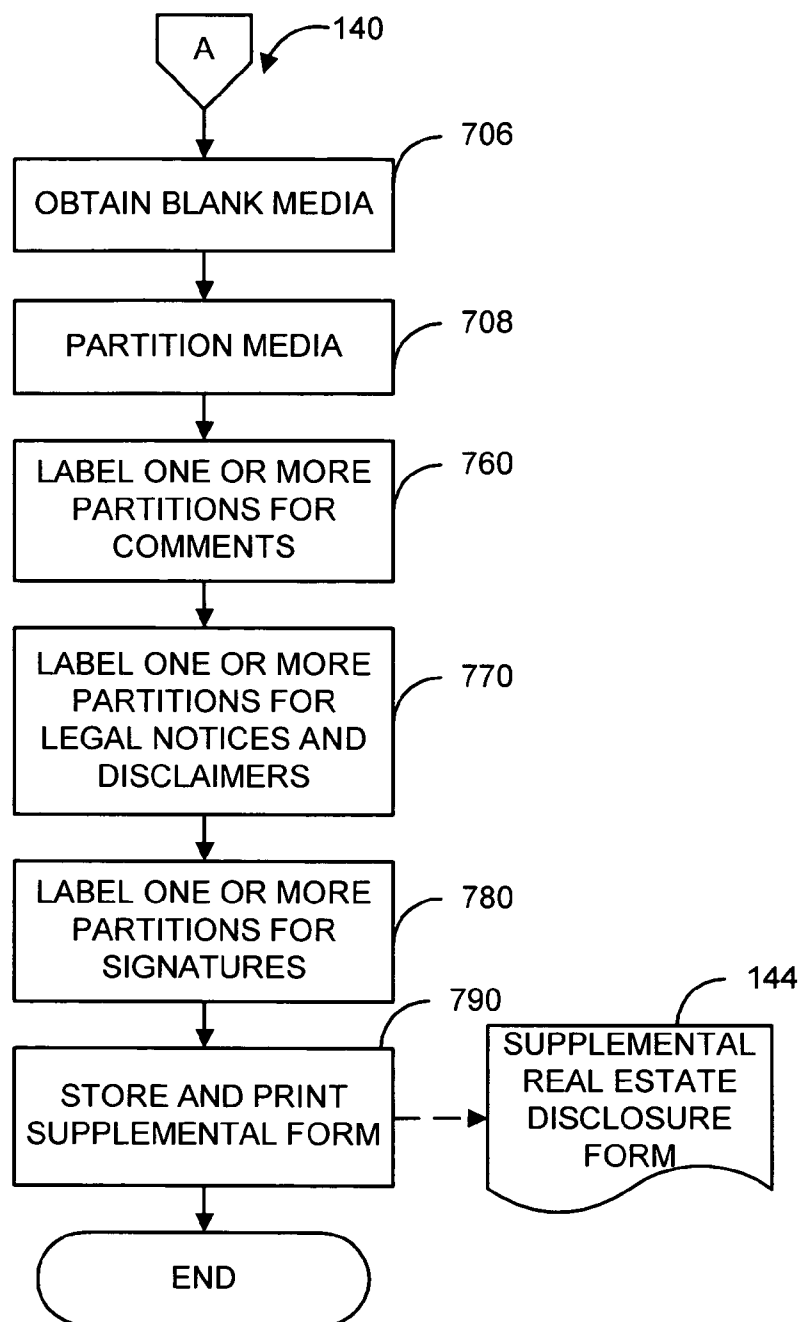 A
140
706
OBTAIN BLANK MEDIA
708
PARTITION MEDIA
760
LABEL ONE OR MORE
PARTITIONS FOR
COMMENTS
770
LABEL ONE OR MORE
PARTITIONS FOR
LEGAL NOTICES AND
DISCLAIMERS
780
LABEL ONE OR MORE
PARTITIONS FOR
SIGNATURES
790
STORE AND PRINT
SUPPLEMENTAL FORM
144
SUPPLEMENTAL
REAL ESTATE
DISCLOSURE
FORM
END